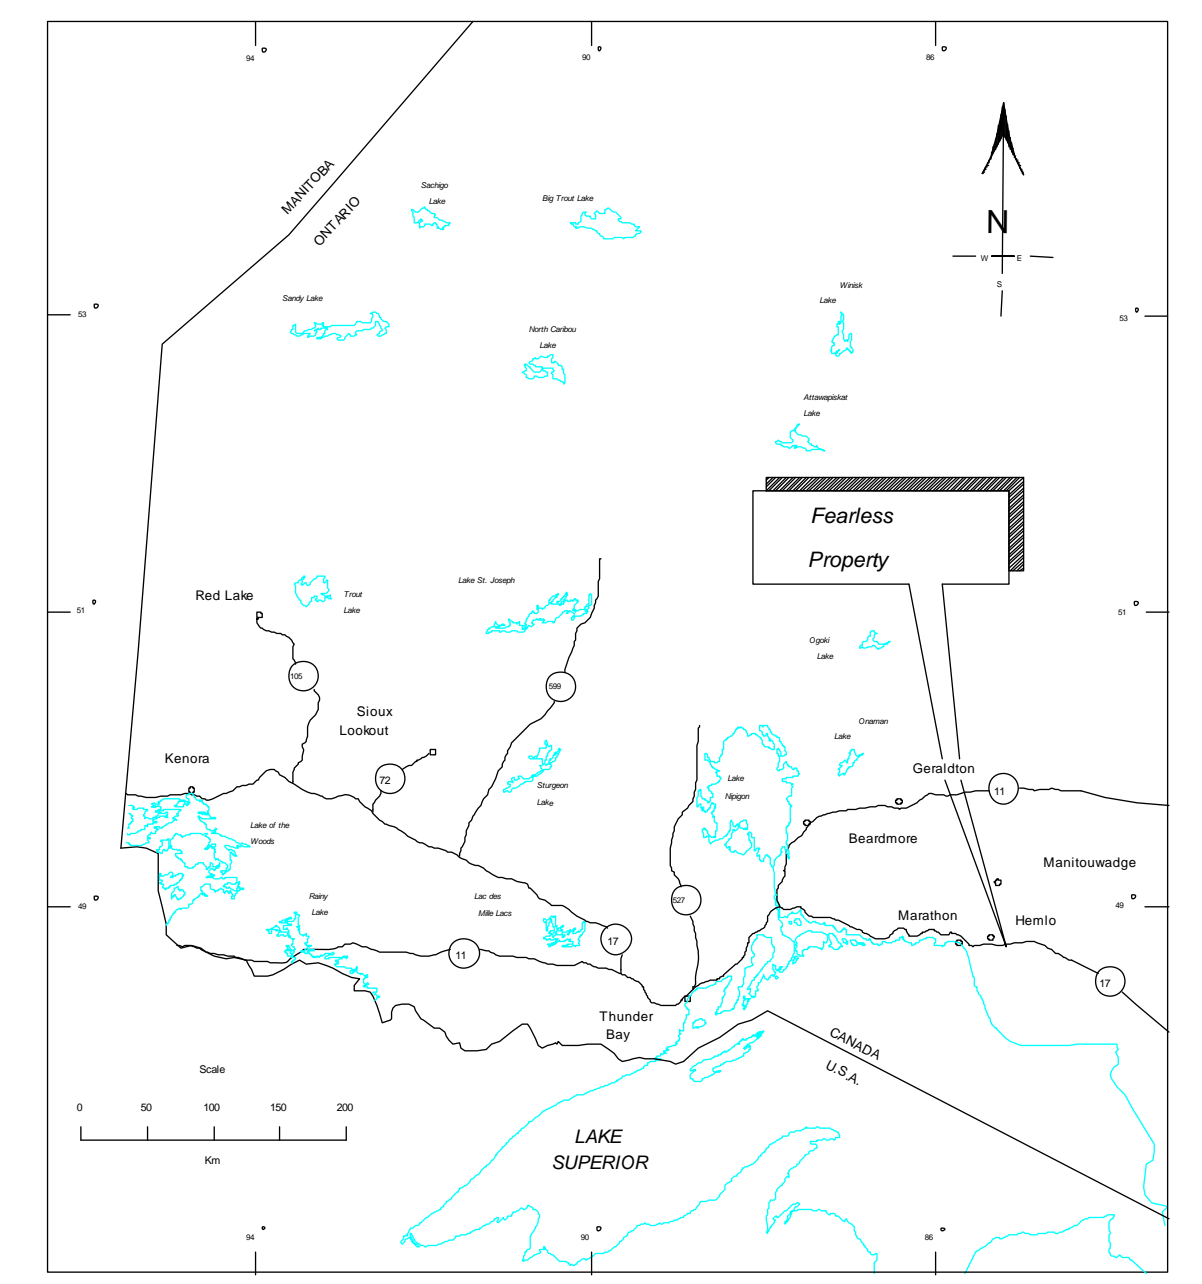 94
90
86
MANITOBA
ONTARIO
Sachigo
Lake
Big Trout Lake
N
W E
S
Winisk
Lake
Sandy Lake
53
53
North Caribou
Lake
Attawapiskat
Lake
Fearless
Property
Lake St. Joseph
Red Lake
Trout
Lake
51
51
Ogoki
Lake
105
599
Sioux
Lookout
Onaman
Lake
Kenora
Geraldton
72
Sturgeon
Lake
Lake
Nipigon
11
Lake of the
Woods
Beardmore
Manitouwadge
Rainy
Lake
Lac des
Mille Lacs
527
49
49
Marathon
Hemlo
17
11
17
Thunder
Bay
CANADA
U.S.A.
Scale
0 50 100 150 200
Km
LAKE
SUPERIOR
94
90
86